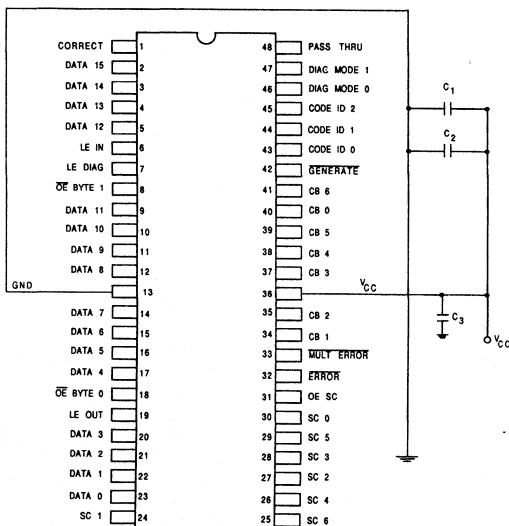 CORRECT 1
DATA 15 2
DATA 14 3
DATA 13 4
DATA 12 5
LE IN 6
LE DIAG 7
OE BYTE 1 8
DATA 11 9
DATA 10 10
DATA 9 11
DATA 8 12
GND 13
DATA 7 14
DATA 6 15
DATA 5 16
DATA 4 17
OE BYTE 0 18
LE OUT 19
DATA 3 20
DATA 2 21
DATA 1 22
DATA 0 23
SC 1 24
48 PASS THRU
47 DIAG MODE 1
46 DIAG MODE 0
45 CODE ID 2
44 CODE ID 1
43 CODE ID 0
42 GENERATE
41 CB 6
40 CB 0
39 CB 5
38 CB 4
37 CB 3
36 VCC
35 CB 2
34 CB 1
33 MULT ERROR
32 ERROR
31 OE SC
30 SC 0
29 SC 5
28 SC 3
27 SC 2
26 SC 4
25 SC 6
C1
C2
C3
VCC